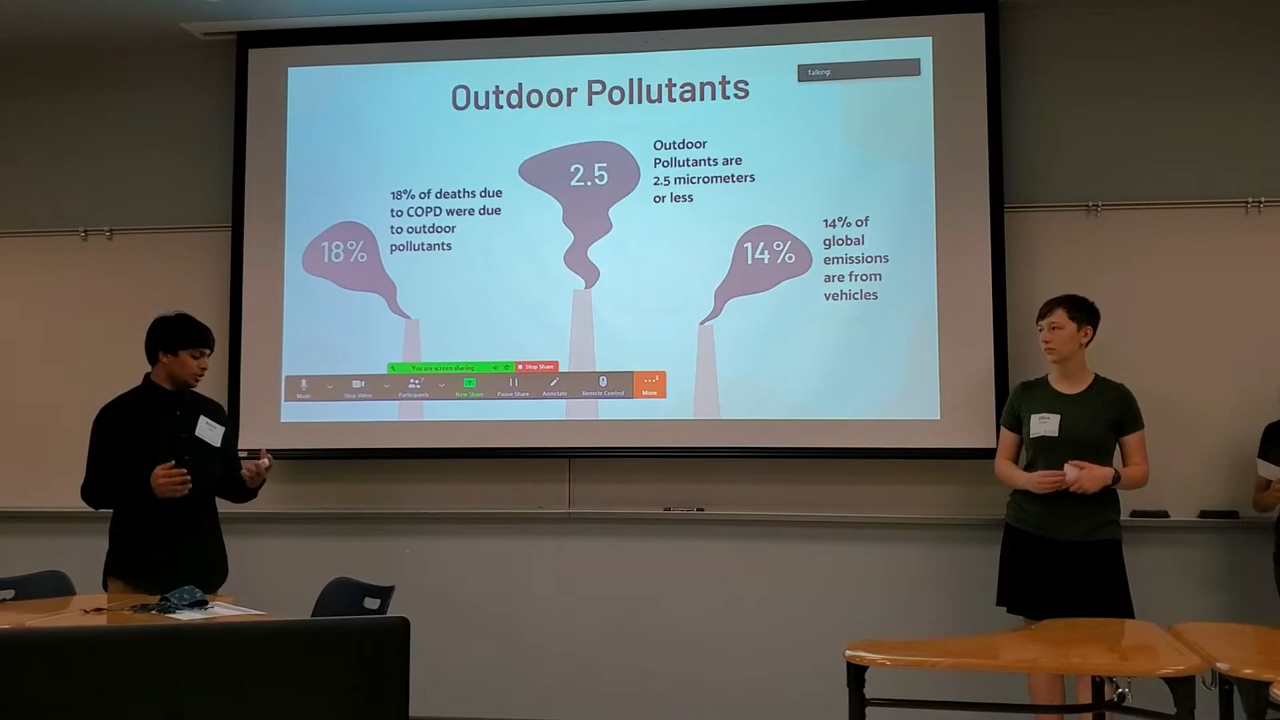 Outdoor Pollutants
Talking:
2.5
Outdoor
Pollutants are
2.5 micrometers
or less
18% of deaths due
to COPD were due
to outdoor
pollutants
18%
14%
14% of
global
emissions
are from
vehicles
You are screen sharing
Stop Share
Mute
Stop Video
Participants
7
New Share
Pause Share
Annotate
Remote Control
More